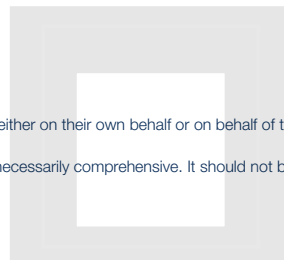 either on their own behalf or on behalf of
necessarily comprehensive. It should not